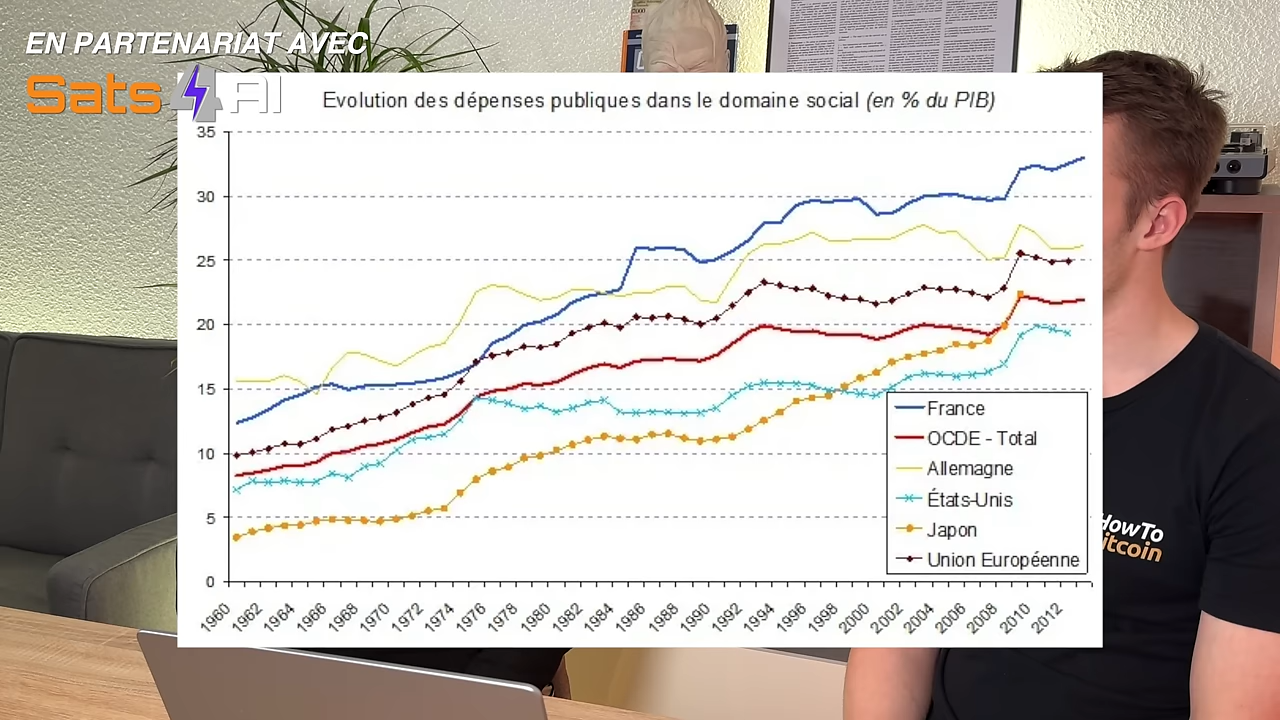 EN PARTENARIAT AVEC
Sats4AI
Evolution des dépenses publiques dans le domaine social (en % du PIB)
35
30
25
20
15
10
5
0
1960 1962 1964 1966 1968 1970 1972 1974 1976 1978 1980 1982 1984 1986 1988 1990 1992 1994 1996 1998 2000 2002 2004 2006 2008 2010 2012
France
OCDE - Total
Allemagne
États-Unis
Japon
Union Européenne
HowTo
itcoin